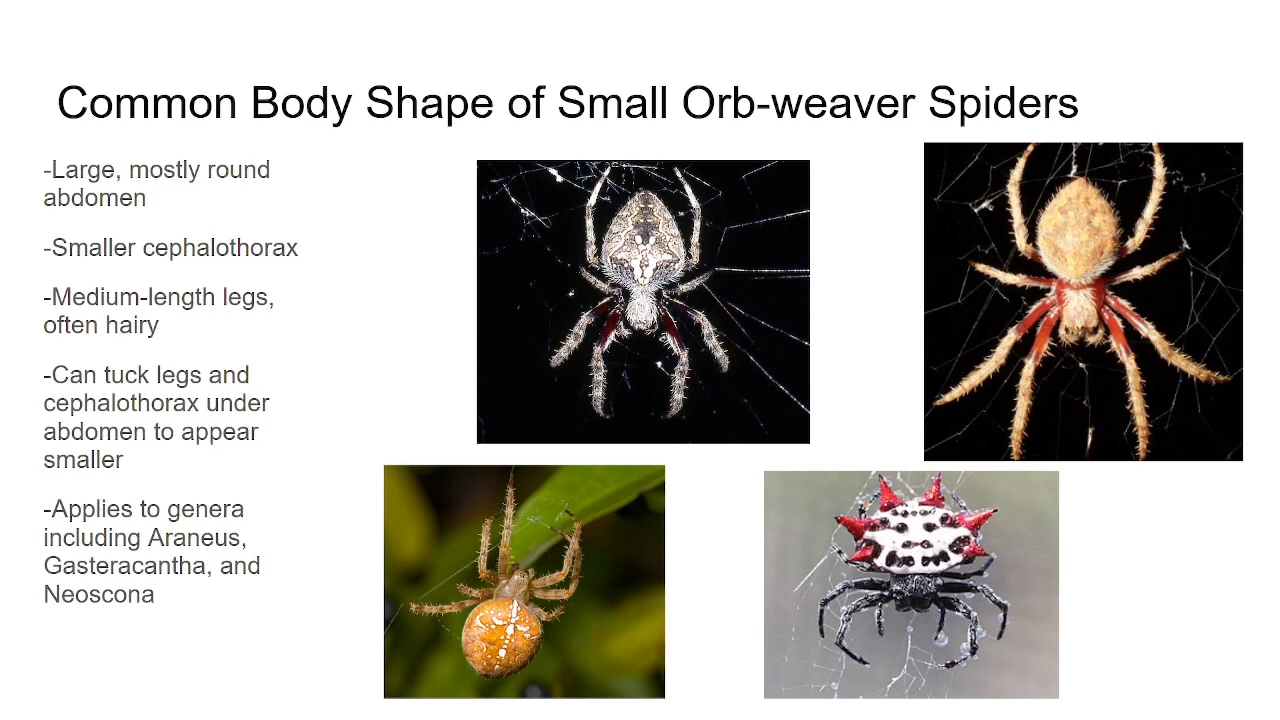 Common Body Shape of Small Orb-weaver Spiders
-Large, mostly round
abdomen
-Smaller cephalothorax
-Medium-length legs,
often hairy
-Can tuck legs and
cephalothorax under
abdomen to appear
smaller
-Applies to genera
including Araneus,
Gasteracantha, and
Neoscona